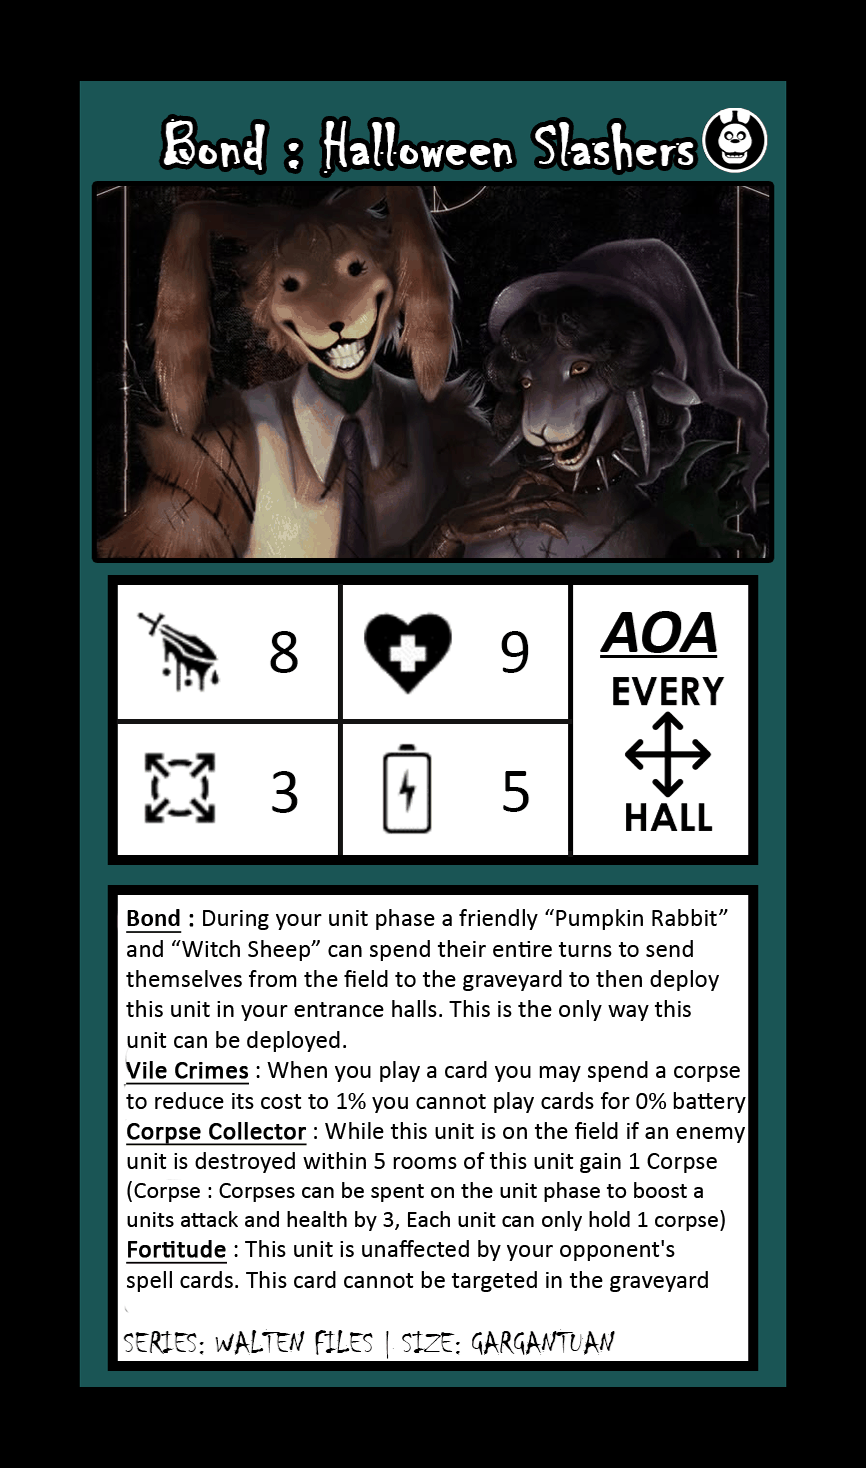 Bond : Halloween Slashers
8
9
3
5
AOA
EVERY
HALL
Bond : During your unit phase a friendly “Pumpkin Rabbit”
and “Witch Sheep” can spend their entire turns to send
themselves from the field to the graveyard to then deploy
this unit in your entrance halls. This is the only way this
unit can be deployed.
Vile Crimes : When you play a card you may spend a corpse
to reduce its cost to 1% you cannot play cards for 0% battery
Corpse Collector : While this unit is on the field if an enemy
unit is destroyed within 5 rooms of this unit gain 1 Corpse
(Corpse : Corpses can be spent on the unit phase to boost a
units attack and health by 3, Each unit can only hold 1 corpse)
Fortitude : This unit is unaffected by your opponent's
spell cards. This card cannot be targeted in the graveyard
SERIES: WALTEN FILES | SIZE: GARGANTUAN